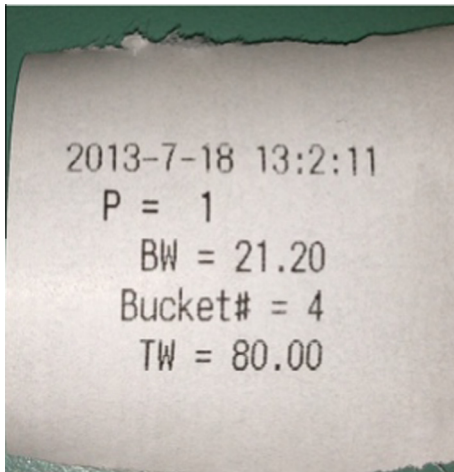 2013-7-18 13:2:11
P = 1
BW = 21.20
Bucket# = 4
TW = 80.00